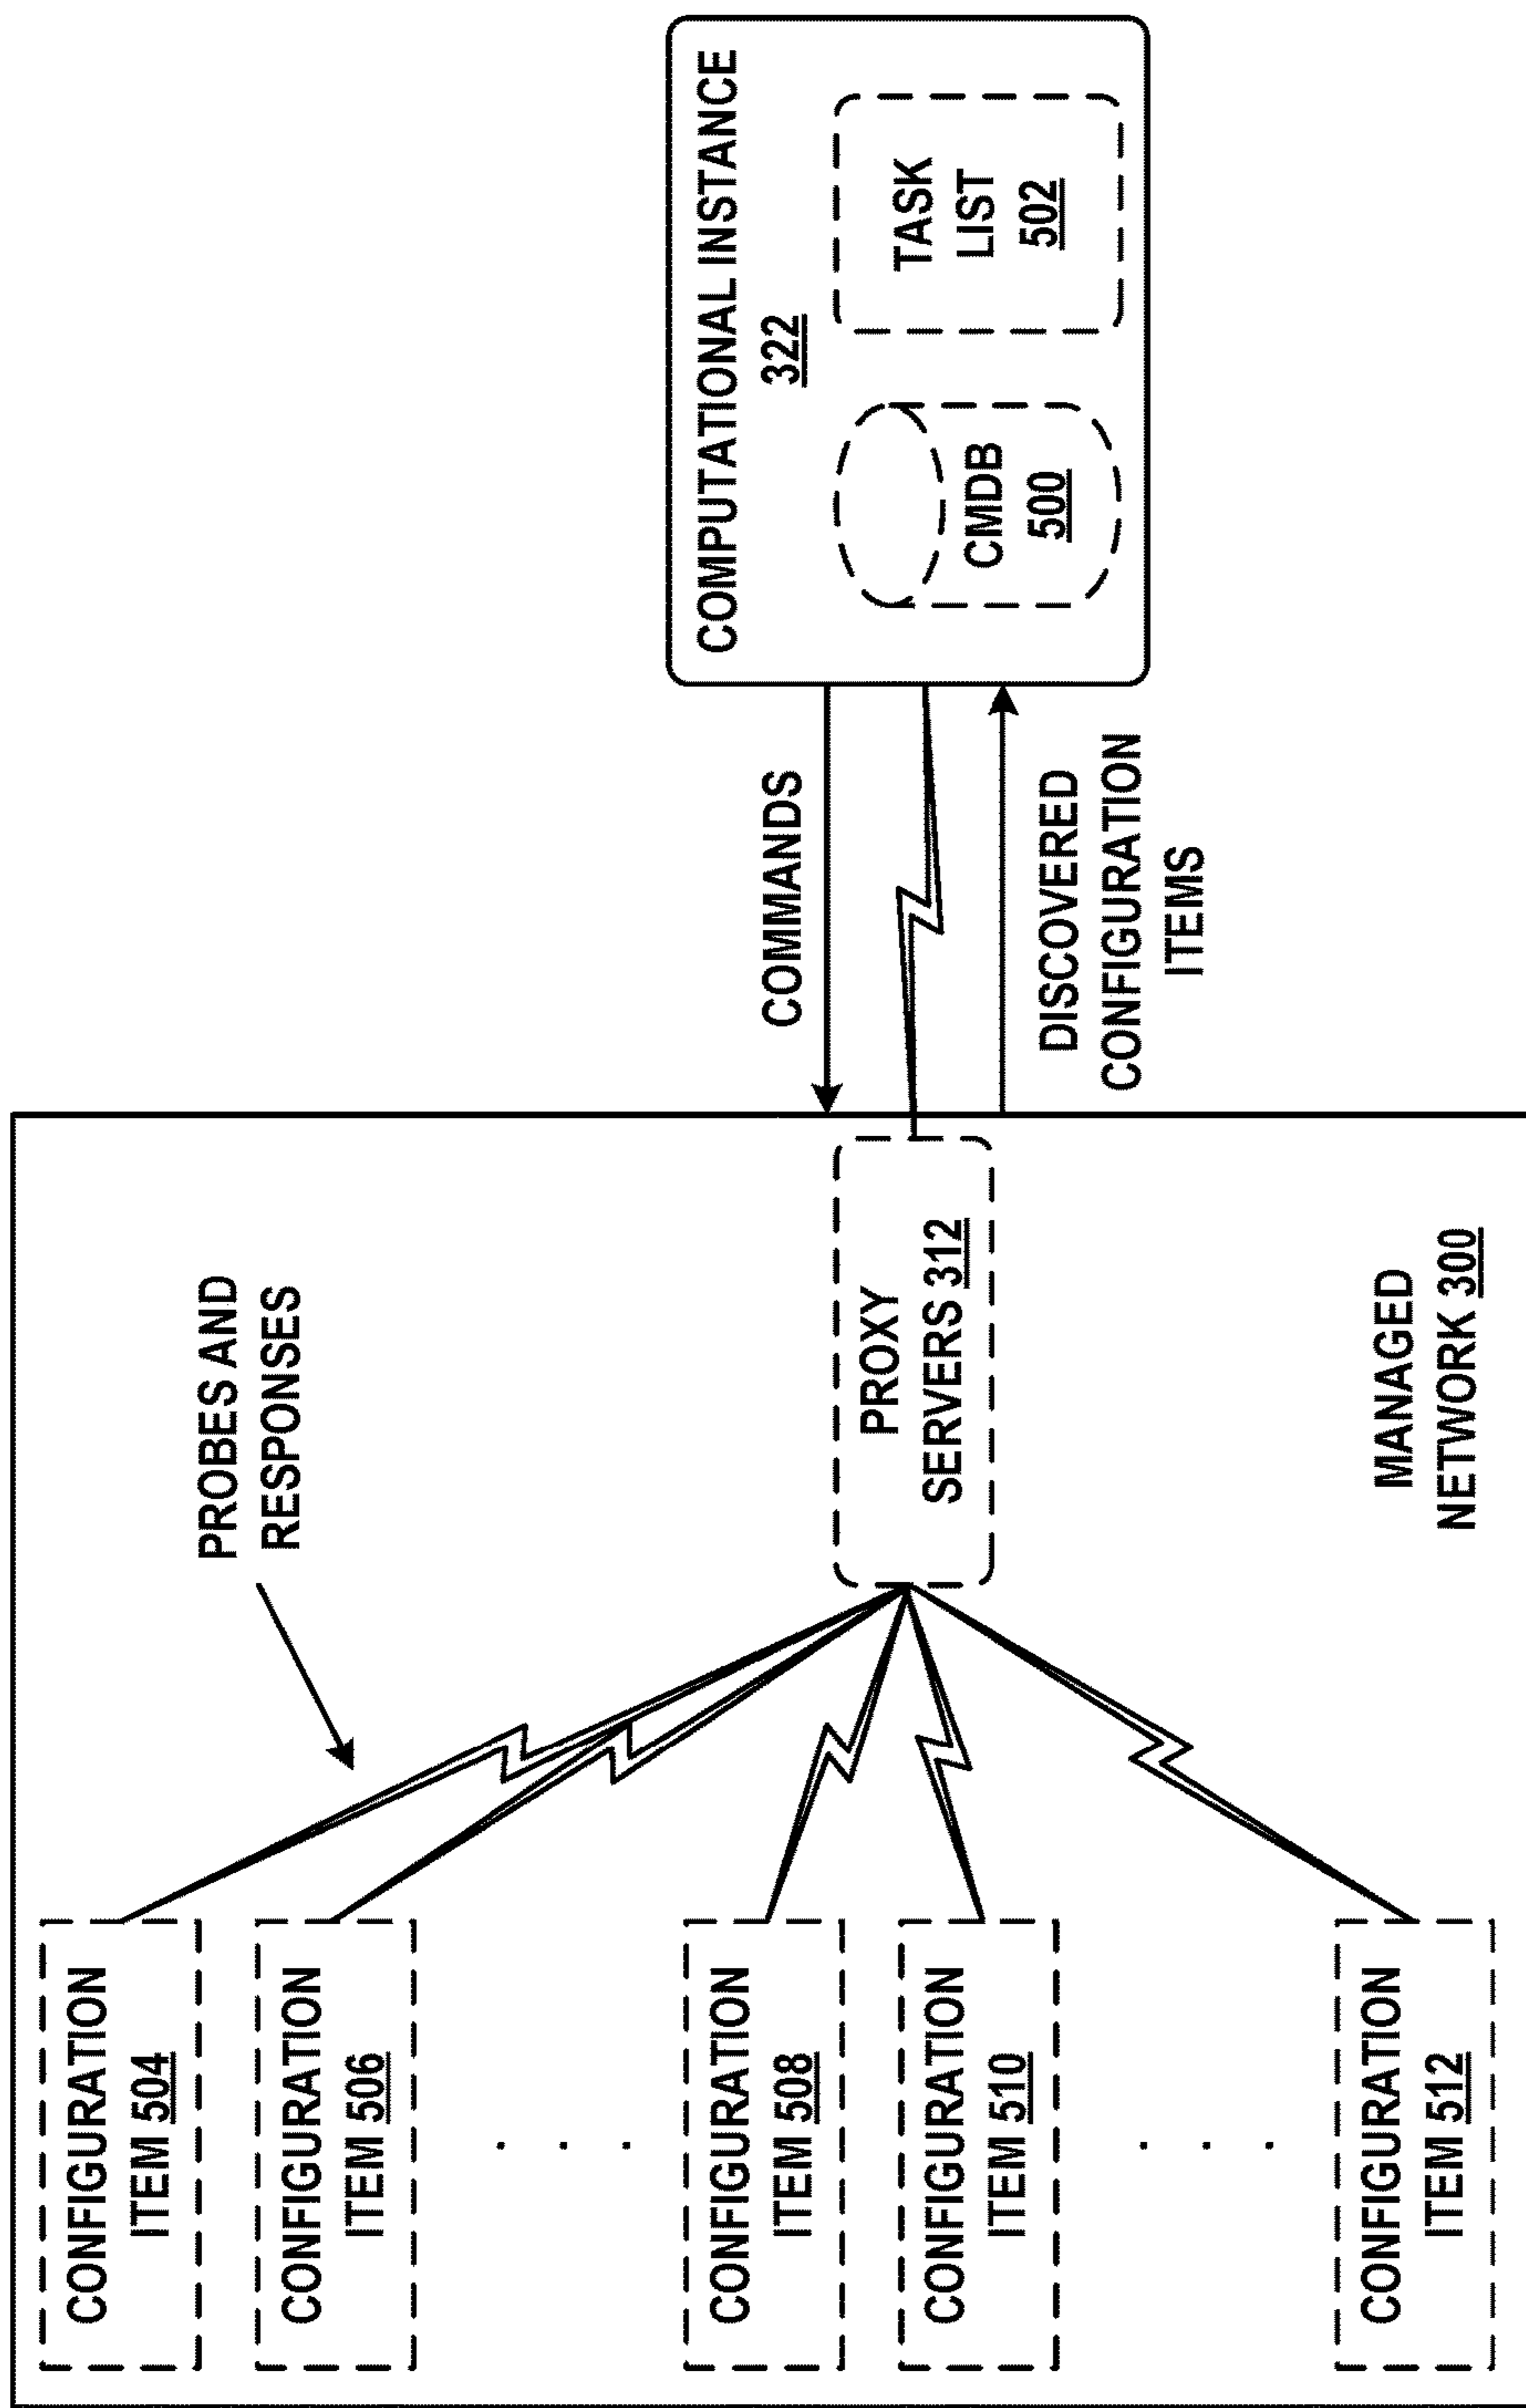 COMPUTATIONAL INSTANCE
322
CMDB
500
TASK
LIST
502
COMMANDS
DISCOVERED
CONFIGURATION
ITEMS
PROBES AND
RESPONSES
PROXY
SERVERS 312
MANAGED
NETWORK 300
CONFIGURATION
ITEM 504
CONFIGURATION
ITEM 506
. . .
CONFIGURATION
ITEM 508
CONFIGURATION
ITEM 510
. . .
CONFIGURATION
ITEM 512